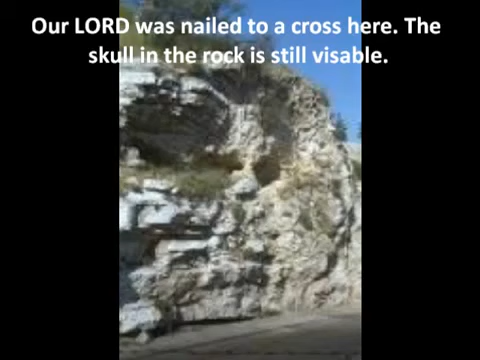 Our LORD was nailed to a cross here. The
skull in the rock is still visable.